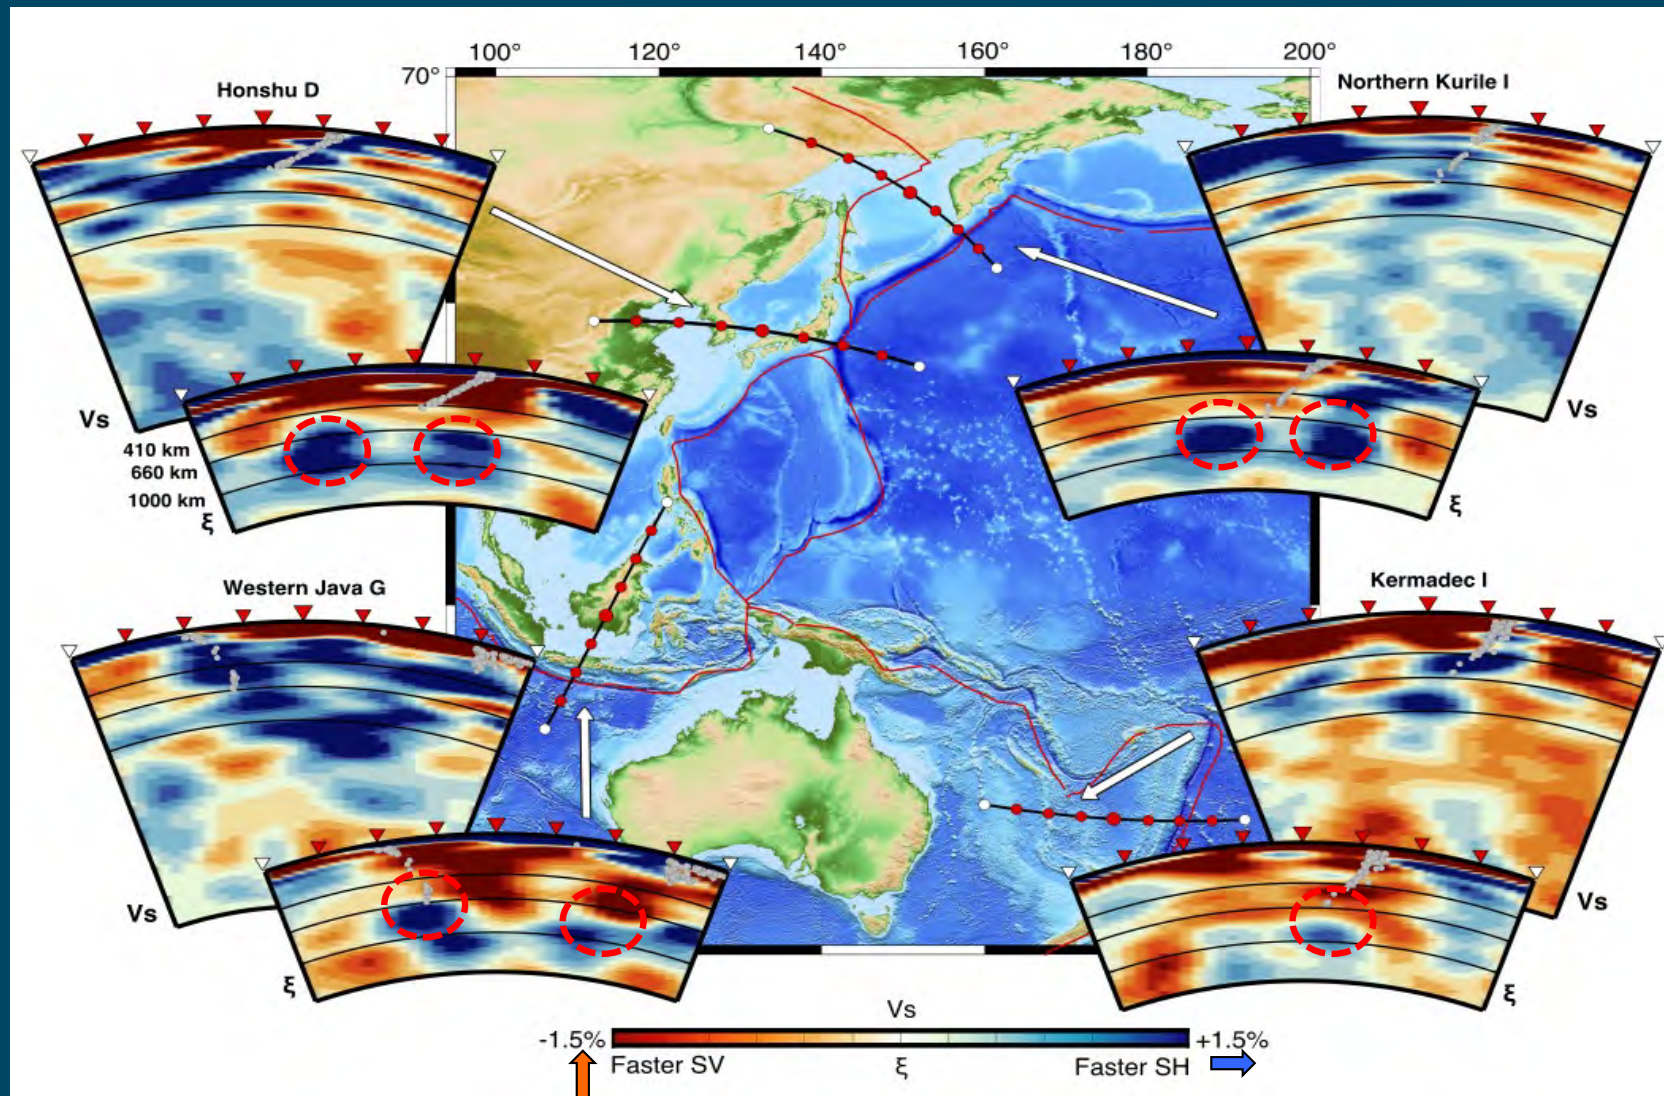 100° 120° 140° 160° 180° 200°
70°
Honshu D
Northern Kurile I
Vs
Vs
410 km
660 km
1000 km
ξ
ξ
Western Java G
Kermadec I
Vs
Vs
ξ
ξ
Vs
-1.5% +1.5%
Faster SV ξ Faster SH